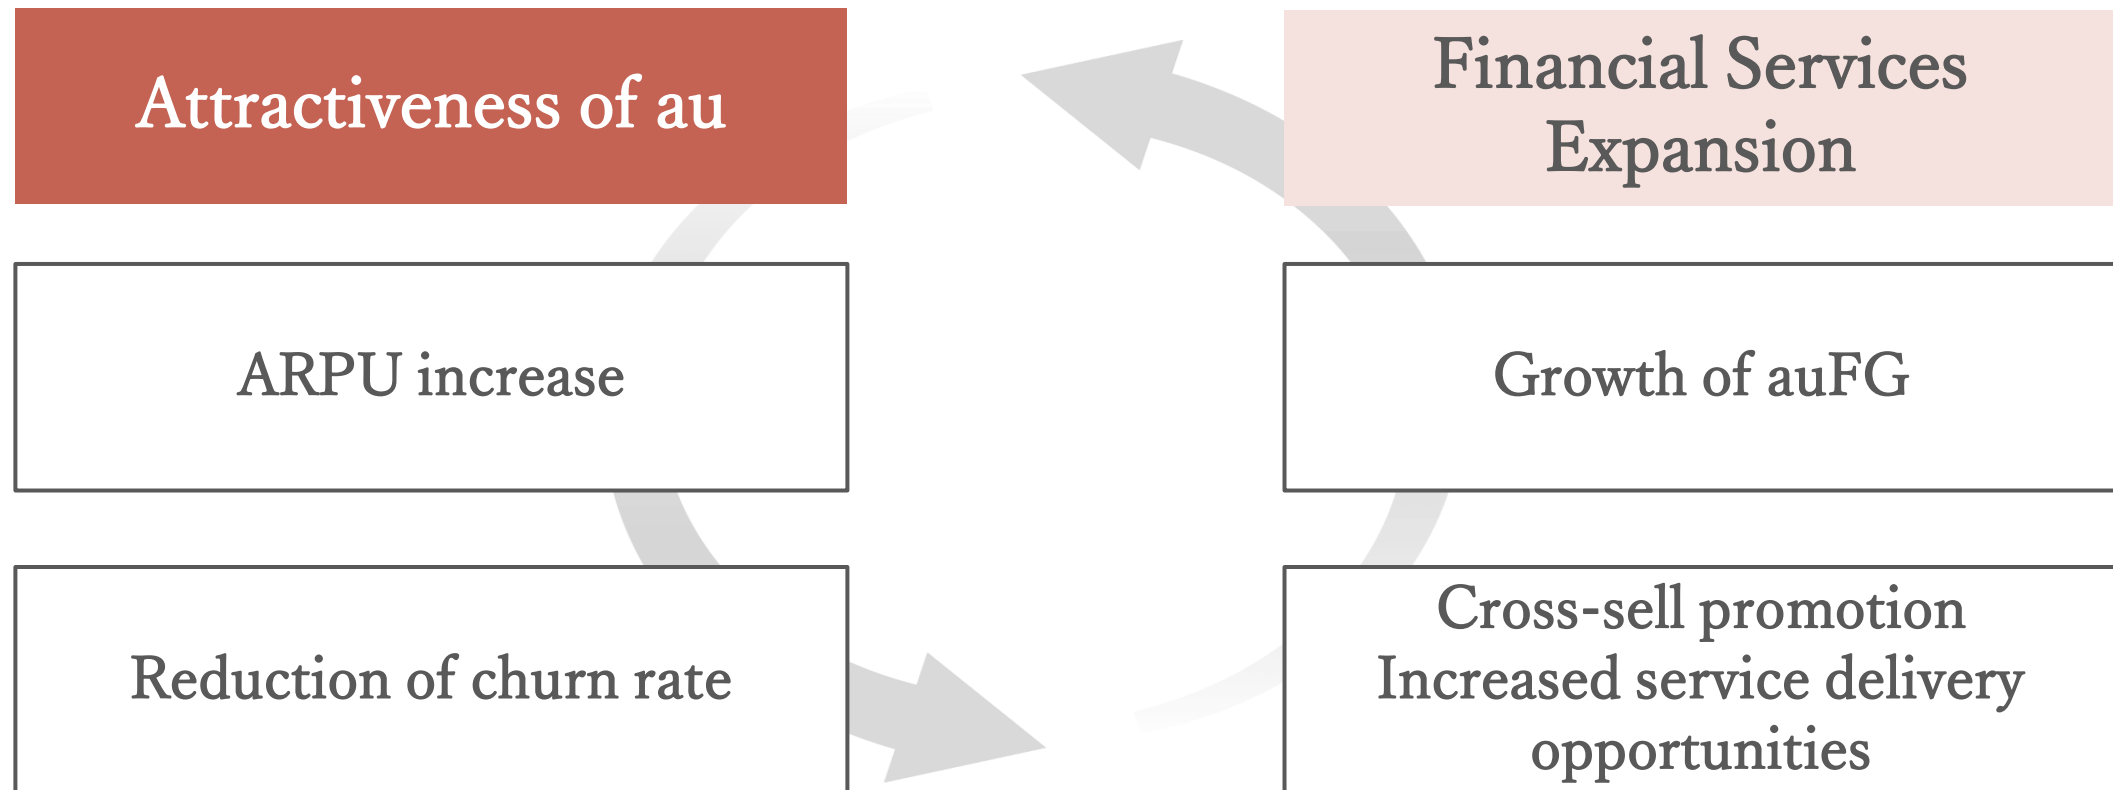 Attractiveness of au
ARPU increase
Reduction of churn rate
Financial Services
Expansion
Growth of auFG
Cross-sell promotion
Increased service delivery
opportunities